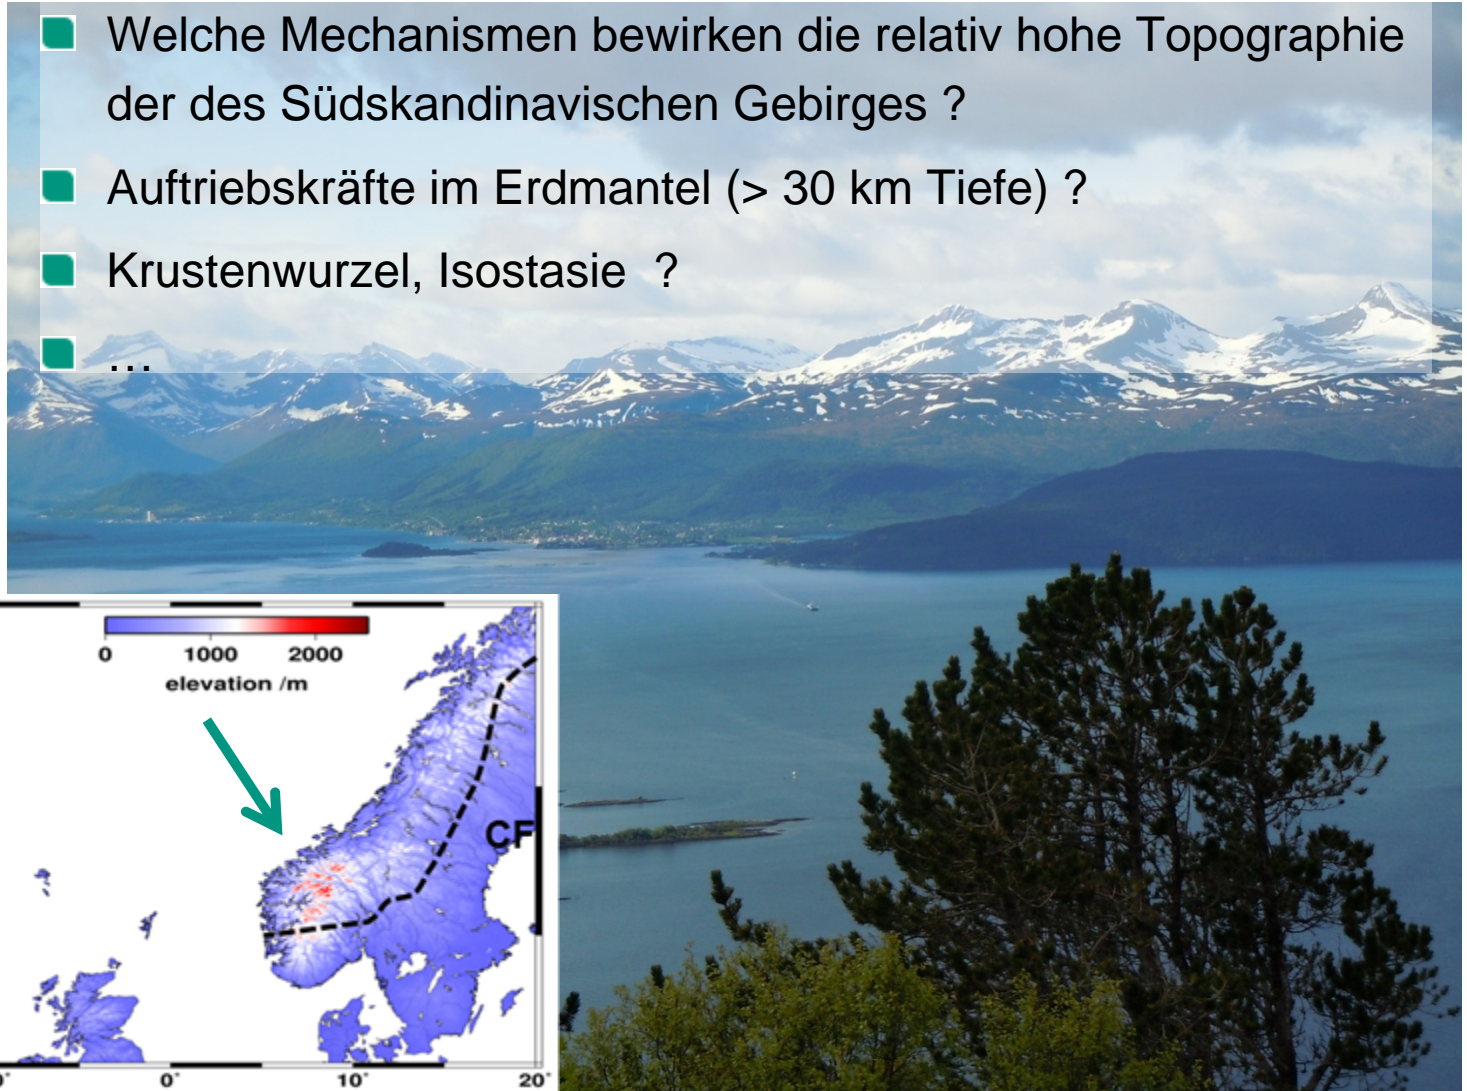 Welche Mechanismen bewirken die relativ hohe Topographie
der des Südskandinavischen Gebirges ?
Auftriebskräfte im Erdmantel (> 30 km Tiefe) ?
Krustenwurzel, Isostasie ?
...
0 1000 2000
elevation /m
CF
0° 10° 20°